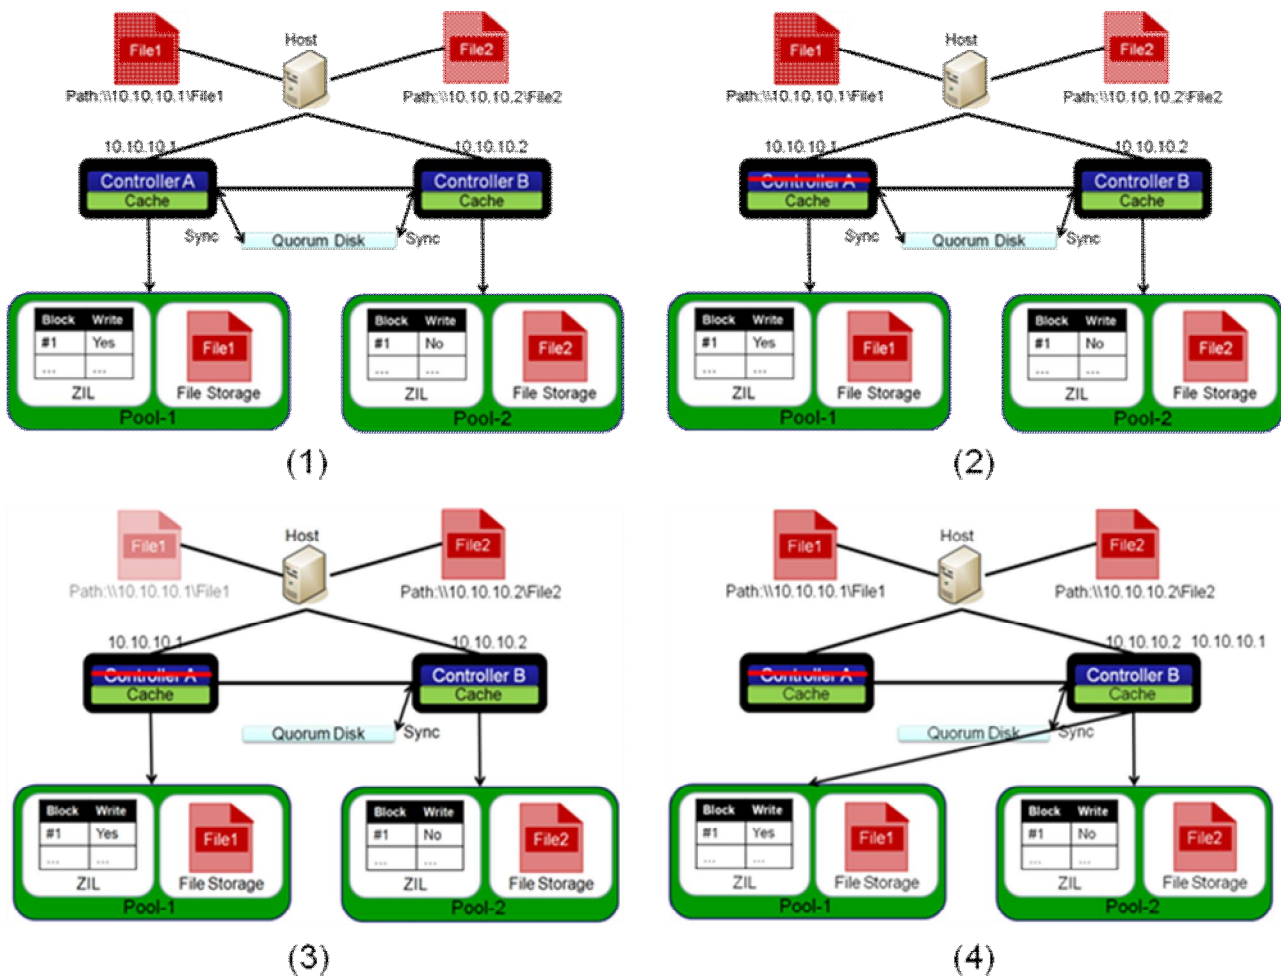 Host
File1
File2
Path:\\10.10.10.1\File1
Path:\\10.10.10.2\File2
10.10.10.1
10.10.10.2
Controller A
Cache
Controller B
Cache
Sync
Quorum Disk
Sync
Block Write
#1 Yes
... ...
ZIL
File1
File Storage
Pool-1
Block Write
#1 No
... ...
ZIL
File2
File Storage
Pool-2
(1)
Host
File1
File2
Path:\\10.10.10.1\File1
Path:\\10.10.10.2\File2
10.10.10.1
10.10.10.2
Controller A
Cache
Controller B
Cache
Sync
Quorum Disk
Sync
Block Write
#1 Yes
... ...
ZIL
File1
File Storage
Pool-1
Block Write
#1 No
... ...
ZIL
File2
File Storage
Pool-2
(2)
Host
File1
File2
Path:\\10.10.10.1\File1
Path:\\10.10.10.2\File2
10.10.10.1
10.10.10.2
Controller A
Cache
Controller B
Cache
Quorum Disk
Sync
Block Write
#1 Yes
... ...
ZIL
File1
File Storage
Pool-1
Block Write
#1 No
... ...
ZIL
File2
File Storage
Pool-2
(3)
Host
File1
File2
Path:\\10.10.10.1\File1
Path:\\10.10.10.2\File2
10.10.10.2 10.10.10.1
Controller A
Cache
Controller B
Cache
Quorum Disk
Sync
Block Write
#1 Yes
... ...
ZIL
File1
File Storage
Pool-1
Block Write
#1 No
... ...
ZIL
File2
File Storage
Pool-2
(4)